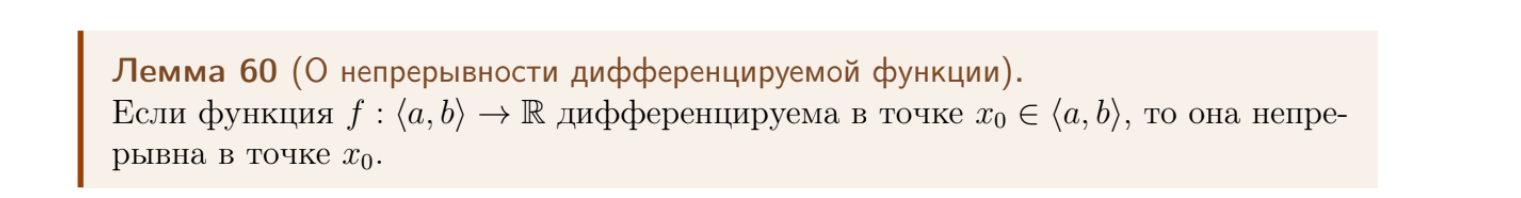 Лемма 60 (О непрерывности дифференцируемой функции).
Если функция f : ⟨a, b⟩ → ℝ дифференцируема в точке x₀ ∈ ⟨a, b⟩, то она непре-
рывна в точке x₀.